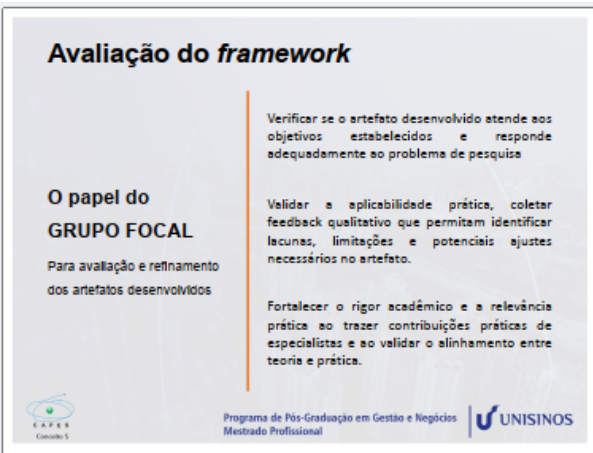 Avaliação do framework
O papel do
GRUPO FOCAL
Para avaliação e refinamento
dos artefatos desenvolvidos
Verificar se o artefato desenvolvido atende aos
objetivos estabelecidos e responde
adequadamente ao problema de pesquisa
Validar a aplicabilidade prática, coletar
feedback qualitativo que permitam identificar
lacunas, limitações e potenciais ajustes
necessários no artefato.
Fortalecer o rigor acadêmico e a relevância
prática ao trazer contribuições práticas de
especialistas e ao validar o alinhamento entre
teoria e prática.
CAPES
Conceito 5
Programa de Pós-Graduação em Gestão e Negócios
Mestrado Profissional
UNISINOS